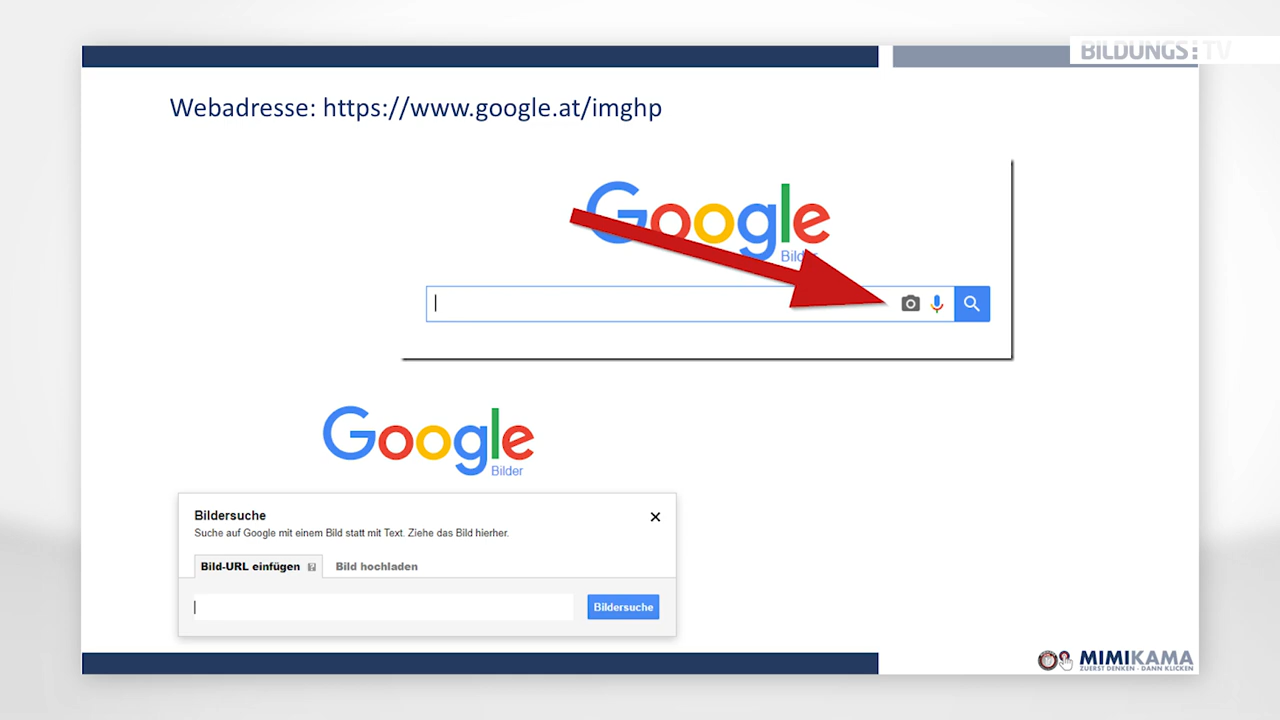 BILDUNGS:TV
Webadresse: https://www.google.at/imghp
Google
Bilder
Google
Bilder
Bildersuche
Suche auf Google mit einem Bild statt mit Text. Ziehe das Bild hierher.
Bild-URL einfügen
Bild hochladen
Bildersuche
MIMIKAMA
ZUERST DENKEN - DANN KLICKEN